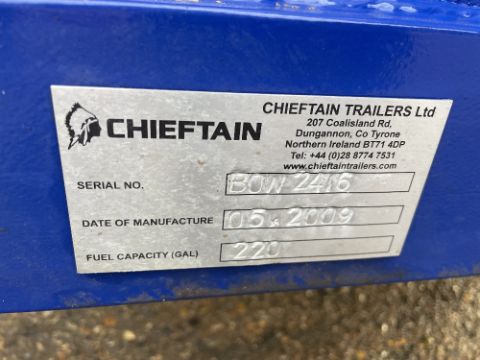 CHIEFTAIN
CHIEFTAIN TRAILERS Ltd
207 Coalisland Rd,
Dungannon, Co Tyrone
Northern Ireland BT71 4DP
Tel: +44 (0)28 8774 7531
www.chieftaintrailers.com
SERIAL NO. BOW 2416
DATE OF MANUFACTURE 05.2009
FUEL CAPACITY (GAL) 220